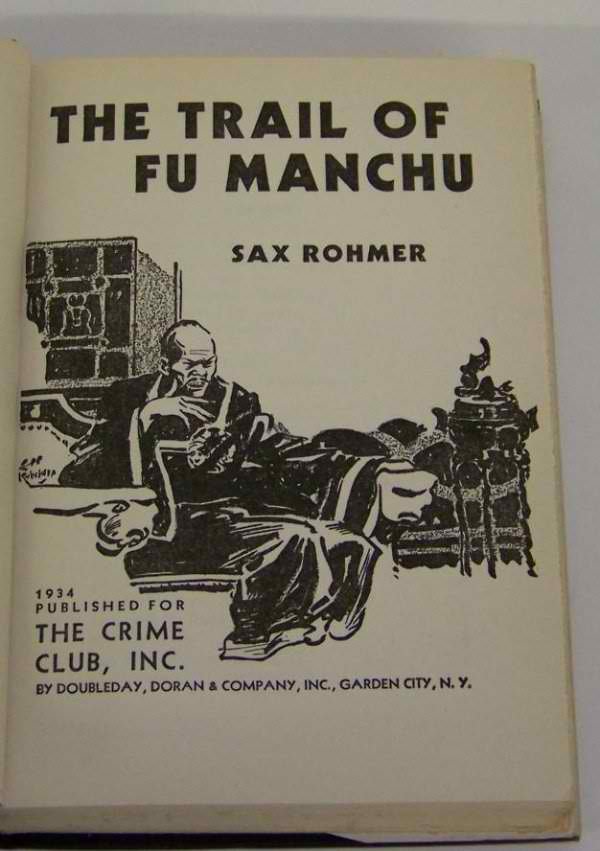 THE TRAIL OF
FU MANCHU
SAX ROHMER
1934
PUBLISHED FOR
THE CRIME
CLUB, INC.
BY DOUBLEDAY, DORAN & COMPANY, INC., GARDEN CITY, N. Y.